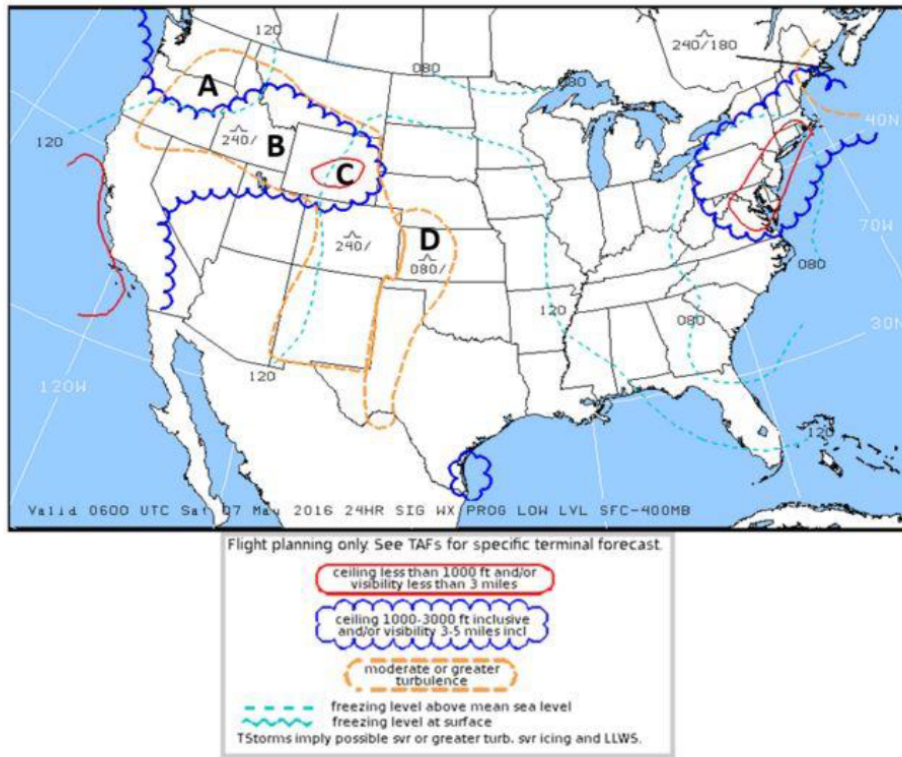 120
080
240/180
080
A
40N
120
240/
B
C
D
240/
080/
70W
080
120
080
30N
120
120W
120
Valid 0600 UTC Sat 07 May 2016 24HR SIG WX PROG LOW LVL SFC-400MB
Flight planning only. See TAFs for specific terminal forecast.
ceiling less than 1000 ft and/or
visibility less than 3 miles
ceiling 1000-3000 ft inclusive
and/or visibility 3-5 miles incl
moderate or greater
turbulence
freezing level above mean sea level
freezing level at surface
TStorms imply possible svr or greater turb. svr icing and LLWS.